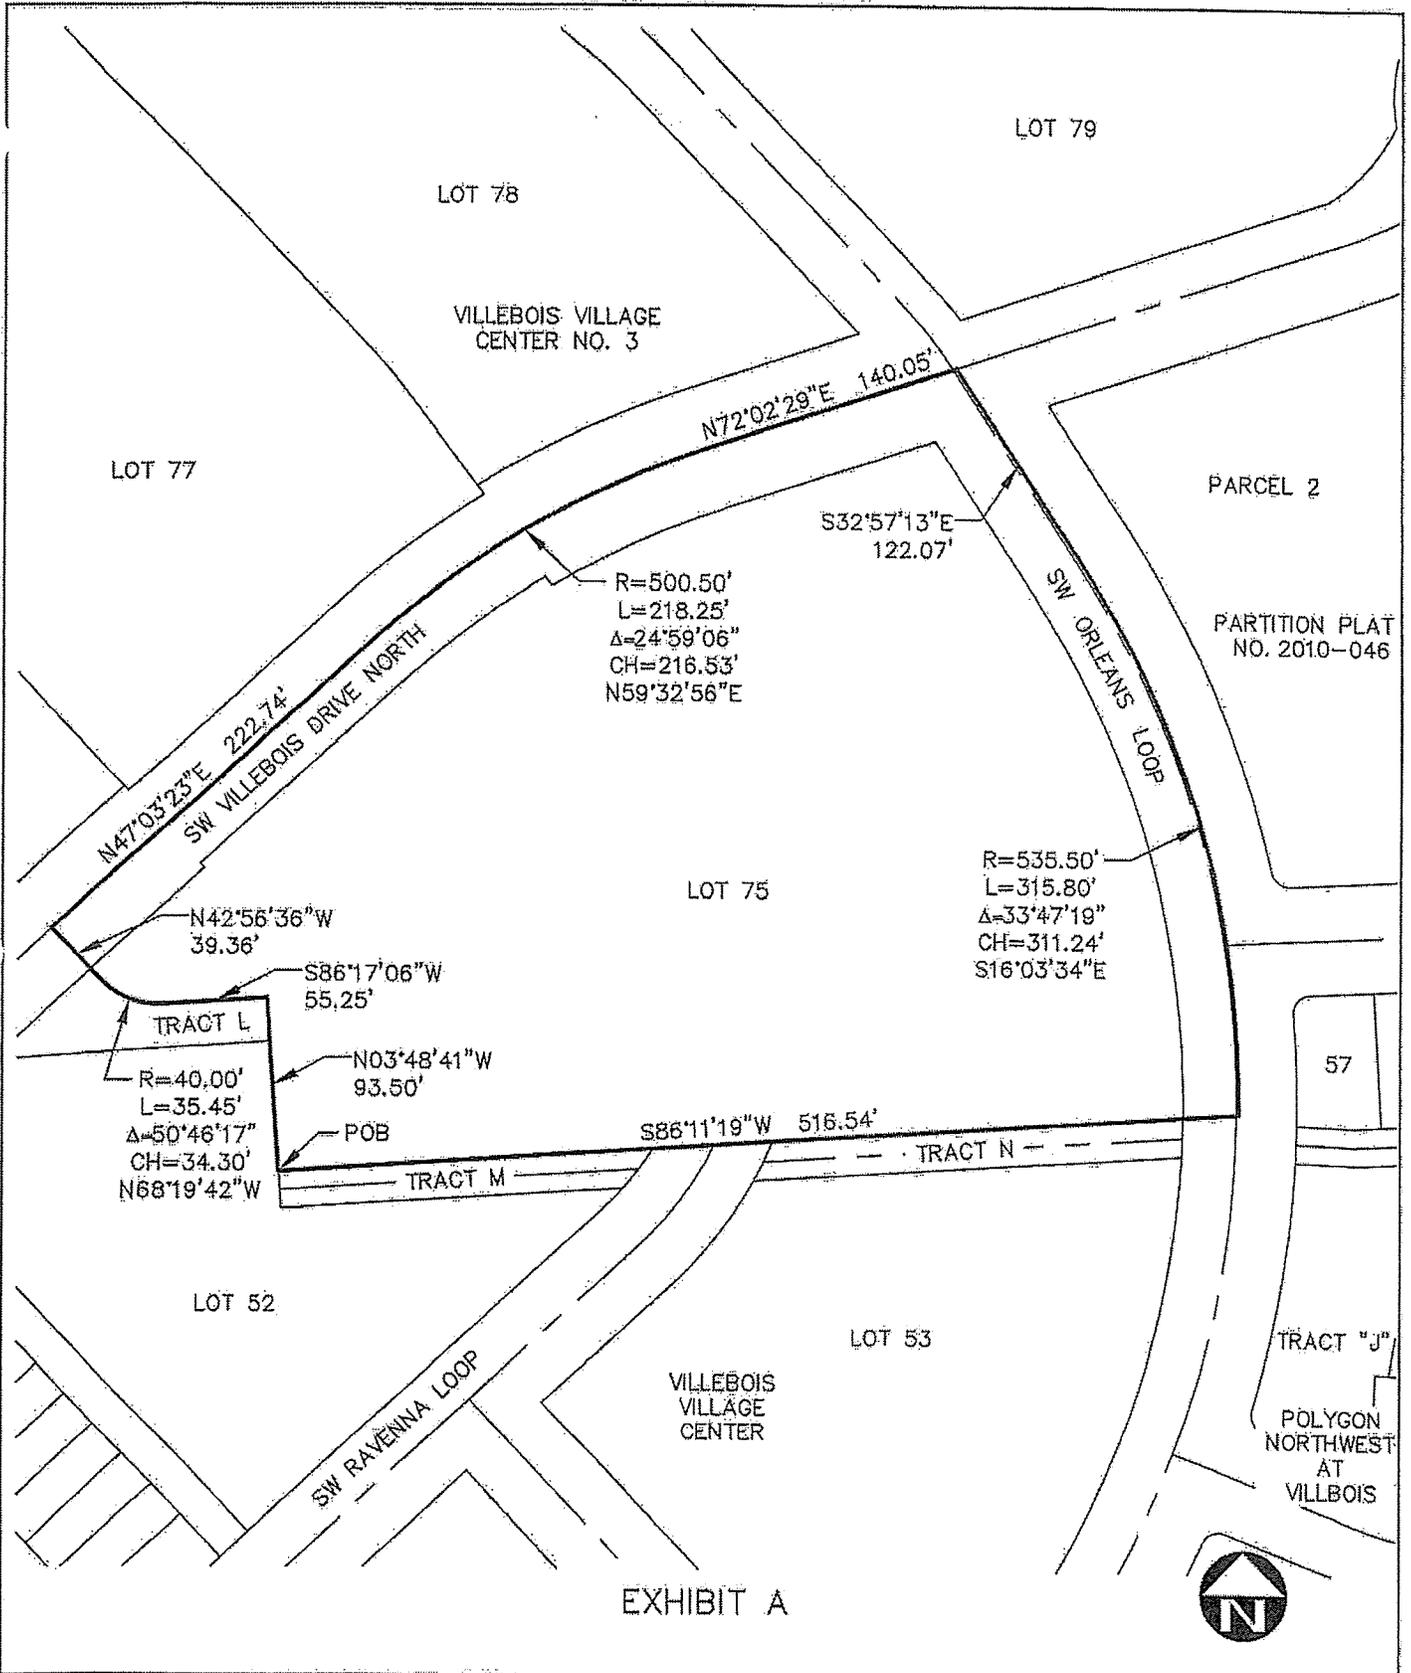 LOT 79
LOT 78
VILLEBOIS VILLAGE
CENTER NO. 3
N72°02'29"E 140.05'
LOT 77
PARCEL 2
S32°57'13"E
122.07'
R=500.50'
L=218.25'
Δ=24°59'06"
CH=216.53'
N59°32'56"E
SW ORLEANS LOOP
PARTITION PLAT
NO. 2010-046
N47°03'23"E 222.74'
SW VILLEBOIS DRIVE NORTH
LOT 75
R=535.50'
L=315.80'
Δ=33°47'19"
CH=311.24'
S16°03'34"E
N42°56'36"W
39.36'
S86°17'06"W
55.25'
TRACT L
N03°48'41"W
93.50'
57
R=40.00'
L=35.45'
Δ=50°46'17"
CH=34.30'
N68°19'42"W
POB
S86°11'19"W 516.54'
TRACT M
TRACT N
LOT 52
LOT 53
TRACT "J"
SW RAVENNA LOOP
VILLEBOIS
VILLAGE
CENTER
POLYGON
NORTHWEST
AT
VILLBOIS
EXHIBIT A
N